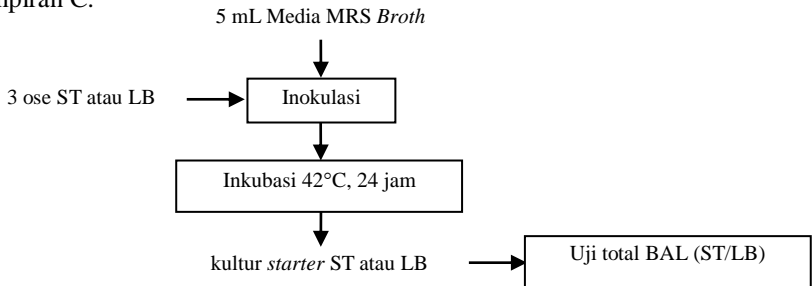 5 mL Media MRS Broth
3 ose ST atau LB
Inokulasi
Inkubasi 42°C, 24 jam
kultur starter ST atau LB
Uji total BAL (ST/LB)